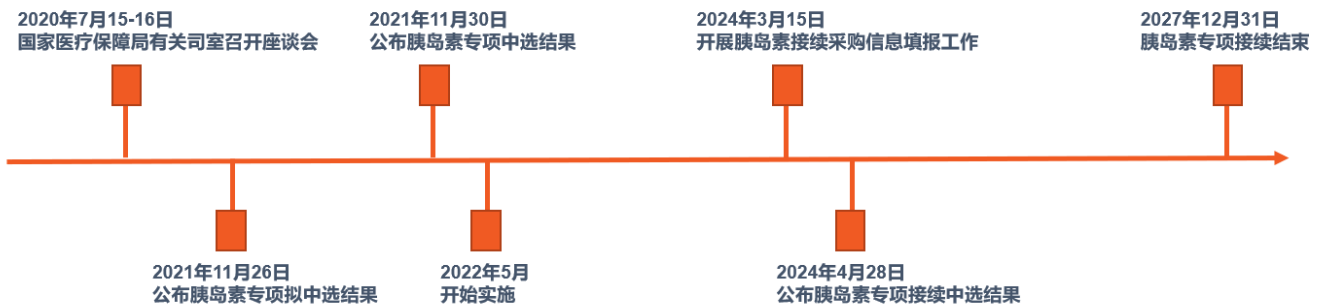 2020年7月15-16日
国家医疗保障局有关司室召开座谈会
2021年11月30日
公布胰岛素专项中选结果
2024年3月15日
开展胰岛素接续采购信息填报工作
2027年12月31日
胰岛素专项接续结束
2021年11月26日
公布胰岛素专项拟中选结果
2022年5月
开始实施
2024年4月28日
公布胰岛素专项接续中选结果